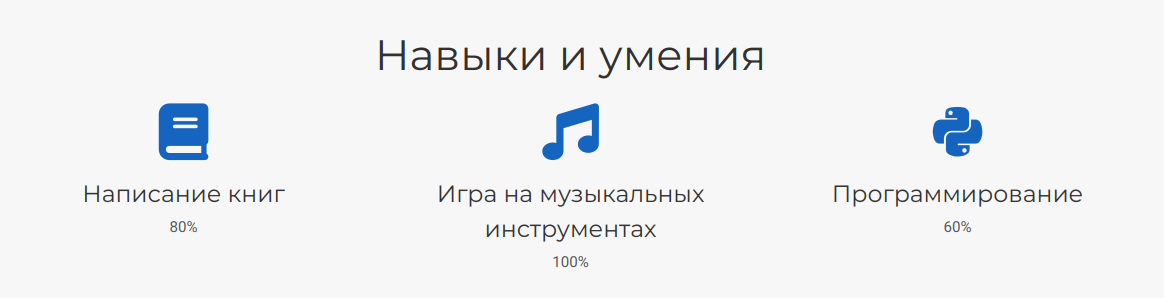 Навыки и умения
Написание книг
80%
Игра на музыкальных
инструментах
100%
Программирование
60%